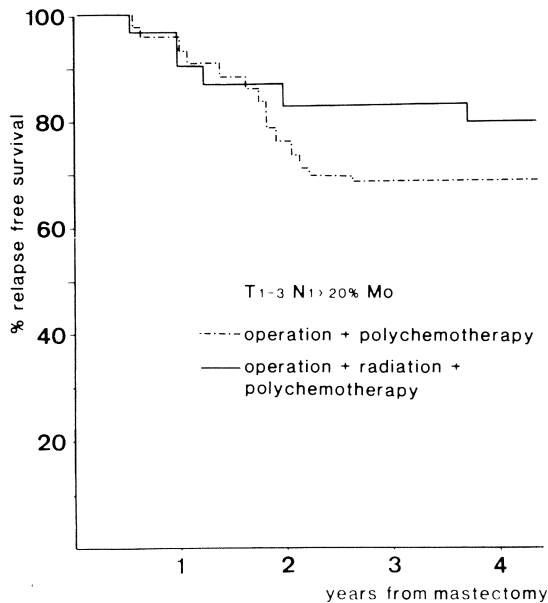 100
80
60
40
20
% relapse free survival
T1-3 N1>20% Mo
operation + polychemotherapy
operation + radiation +
polychemotherapy
1 2 3 4
years from mastectomy